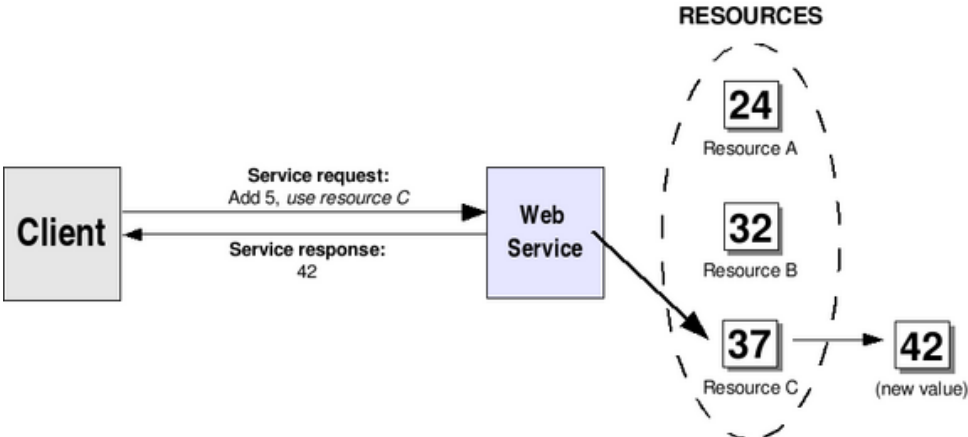 RESOURCES
24
Resource A
Service request:
Add 5, use resource C
Client
Web
Service
Service response:
42
32
Resource B
37
Resource C
42
(new value)